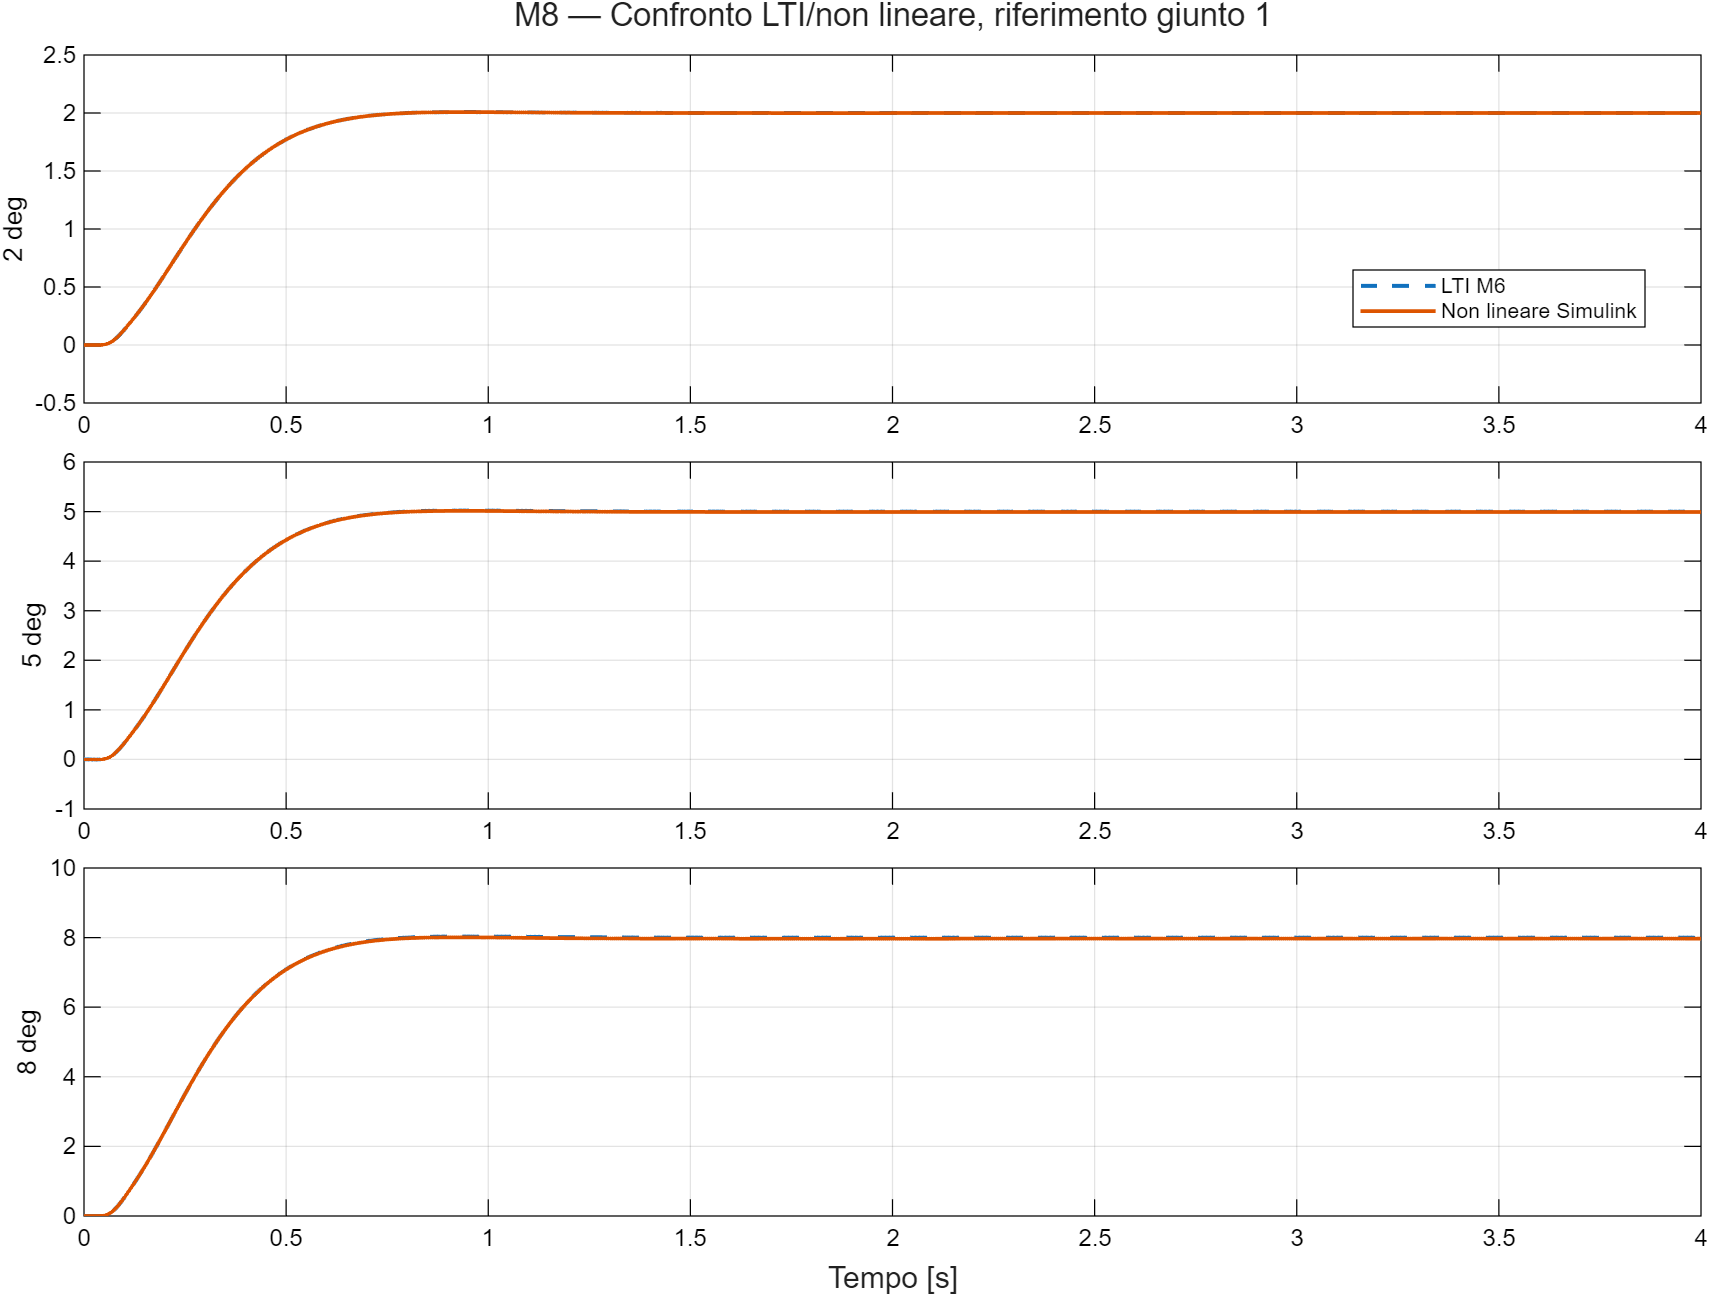 M8 — Confronto LTI/non lineare, riferimento giunto 1
2.5
2
1.5
1
0.5
0
-0.5
2 deg
LTI M6
Non lineare Simulink
0 0.5 1 1.5 2 2.5 3 3.5 4
6
5
4
3
2
1
0
-1
5 deg
0 0.5 1 1.5 2 2.5 3 3.5 4
10
8
6
4
2
0
8 deg
0 0.5 1 1.5 2 2.5 3 3.5 4
Tempo [s]